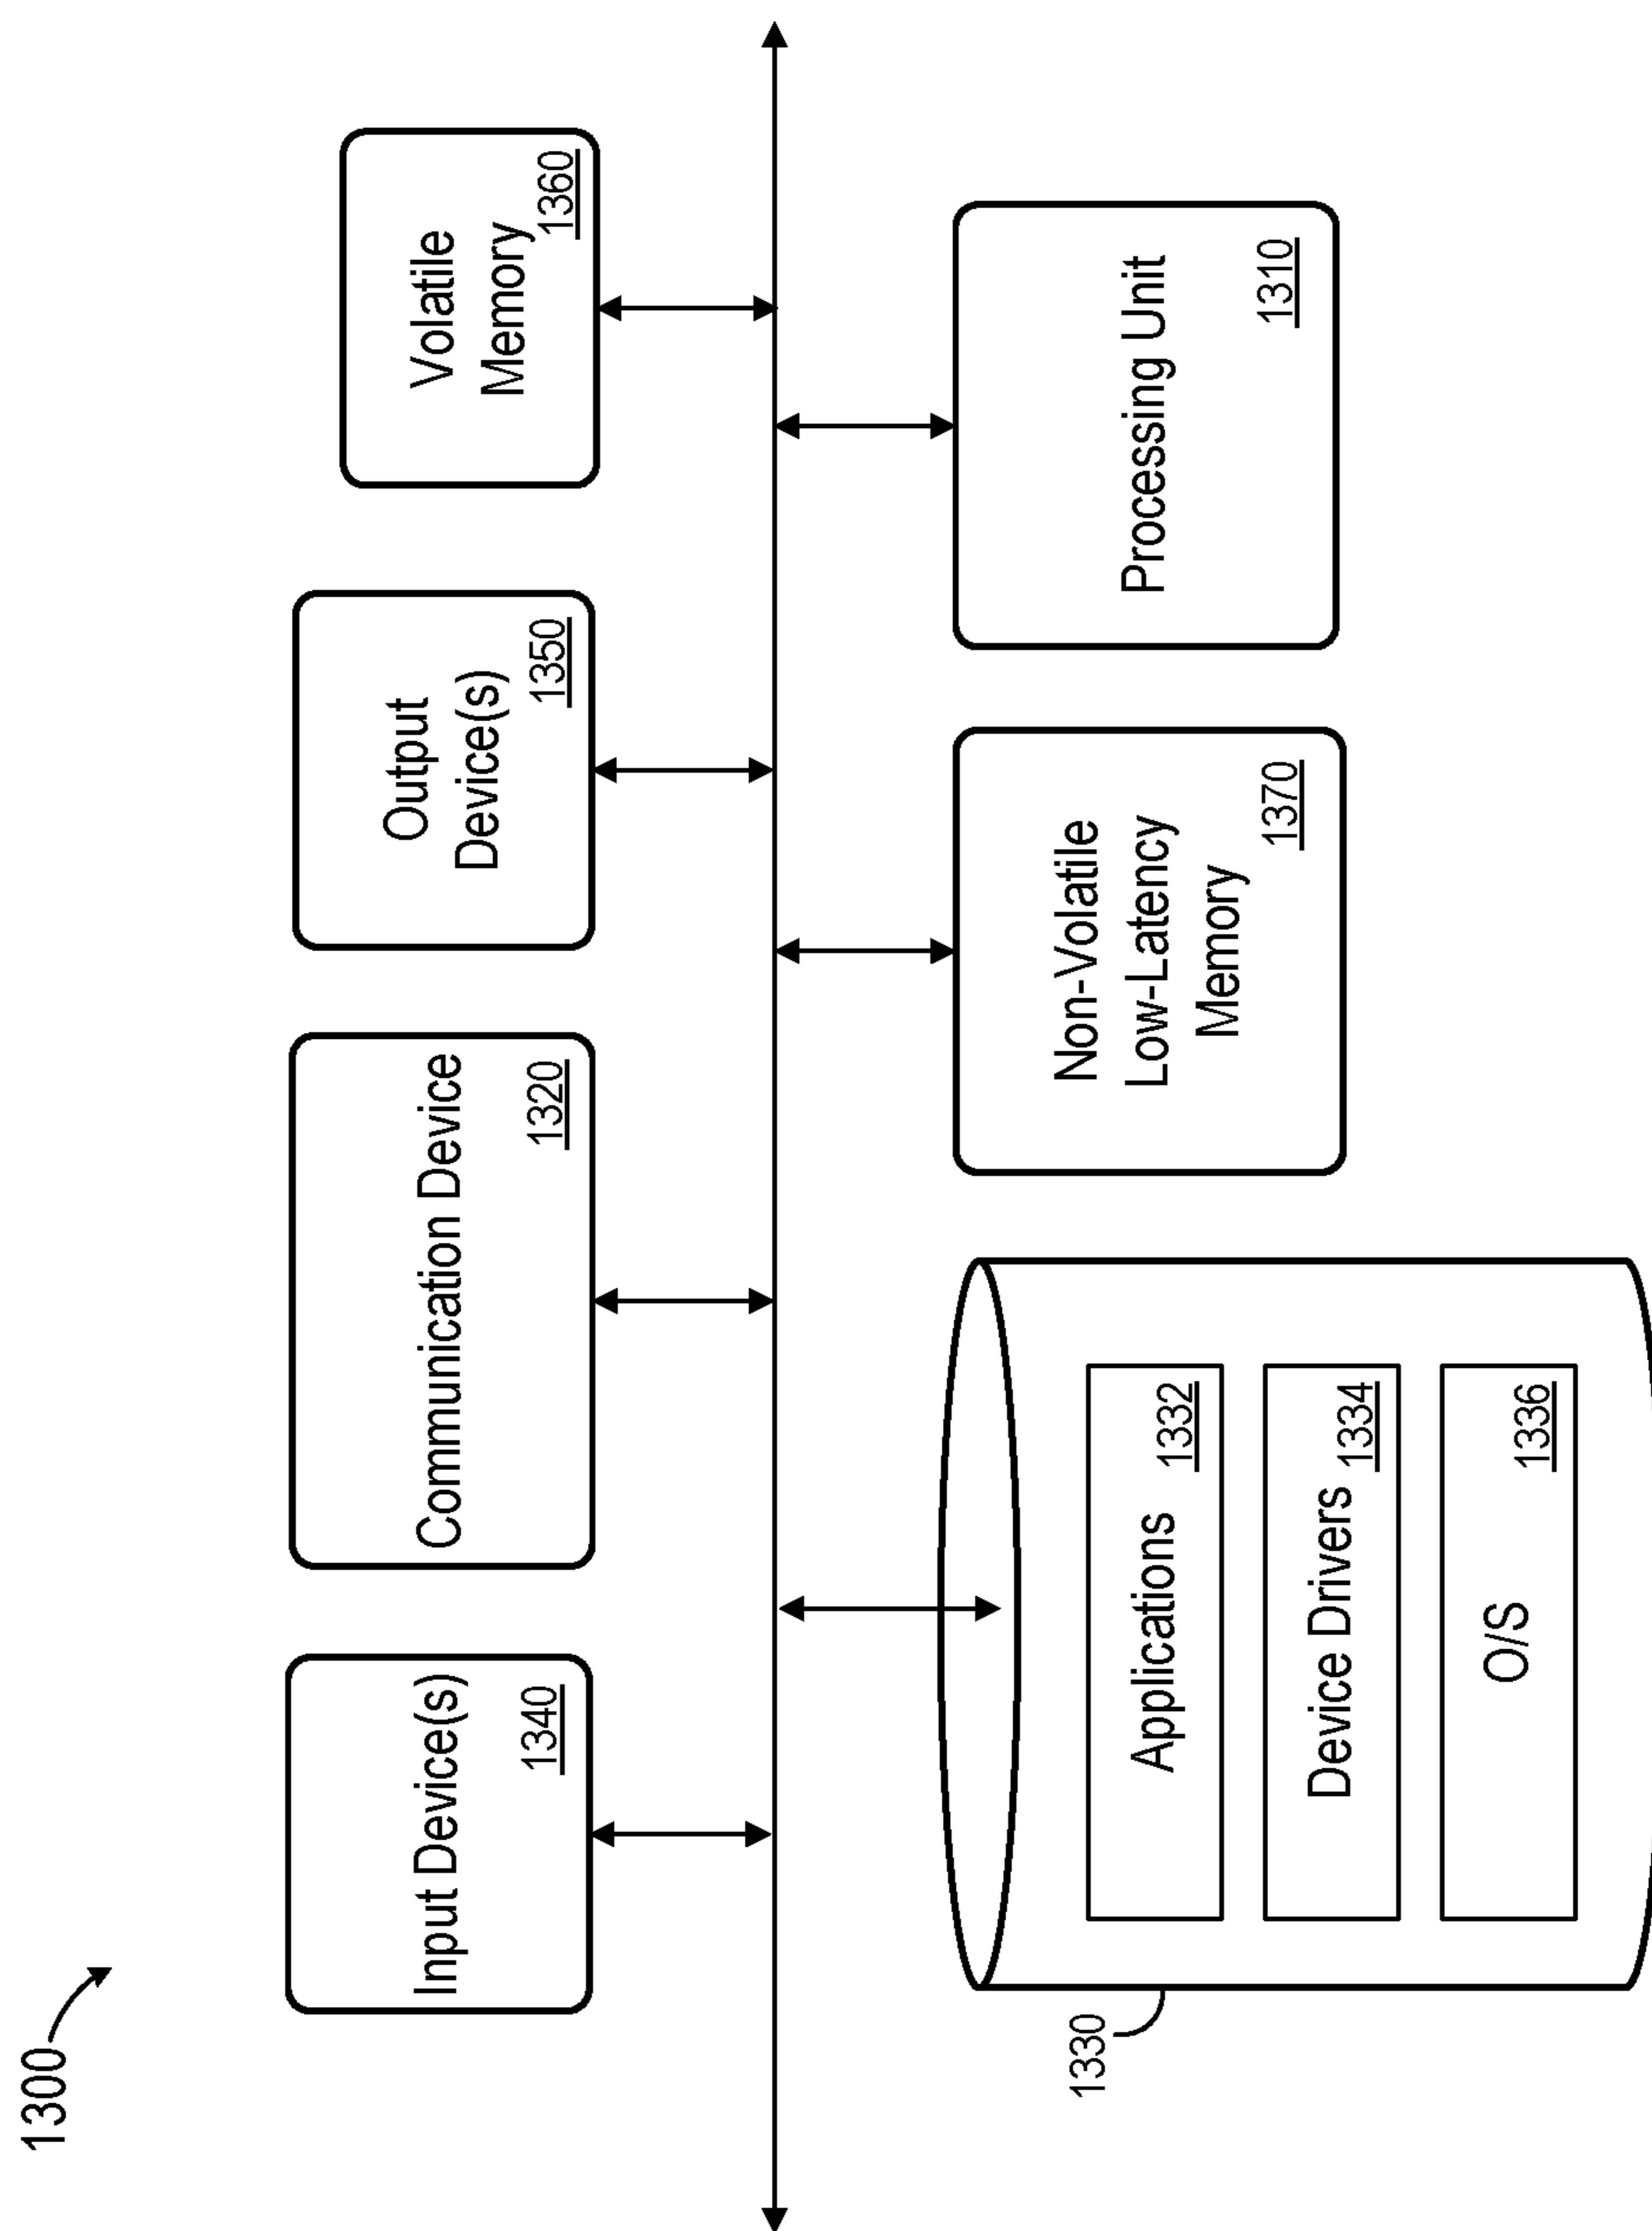 1300
Input Device(s)
1340
Communication Device
1320
Output
Device(s)
1350
Volatile
Memory
1360
1330
Applications
1332
Device Drivers
1334
O/S
1336
Non-Volatile
Low-Latency
Memory
1370
Processing Unit
1310